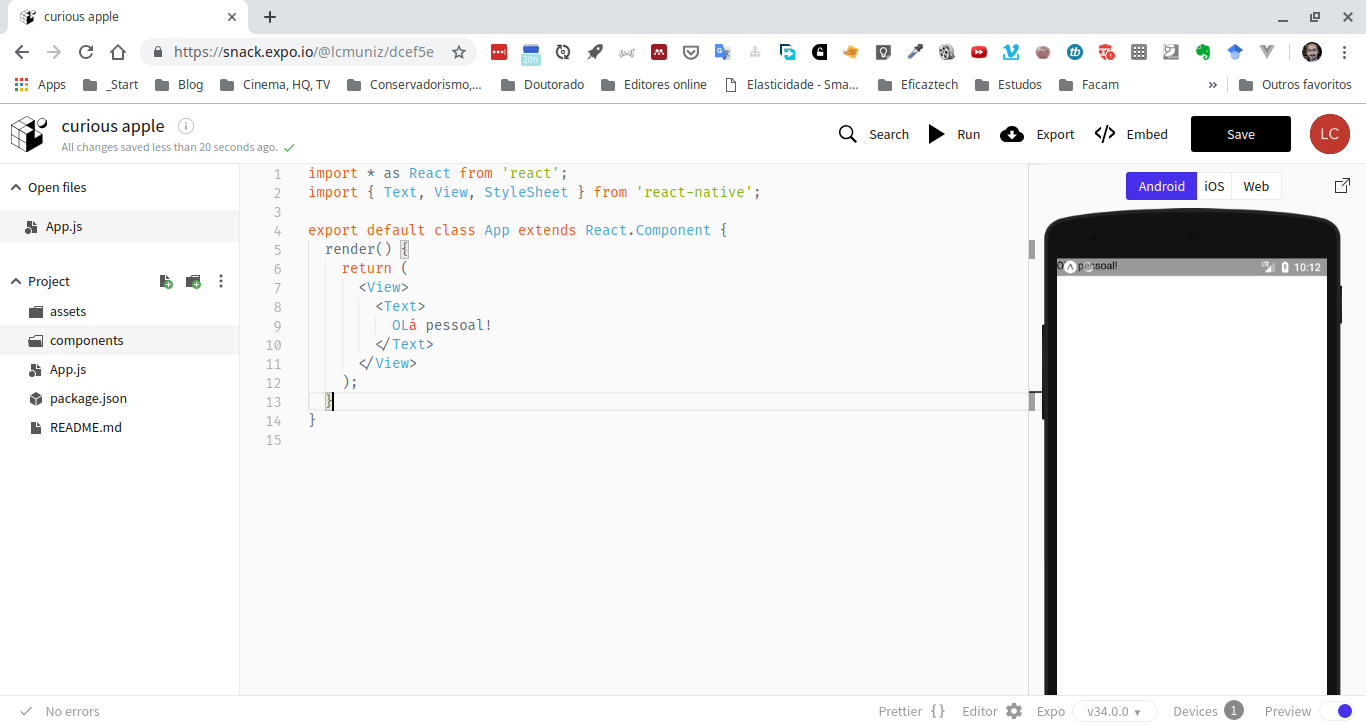 curious apple
https://snack.expo.io/@lcmuniz/dcef5e
20h
Apps _Start Blog Cinema, HQ, TV Conservadorismo,... Doutorado Editores online Elasticidade - Sma... Eficaztech Estudos Facam » Outros favoritos
curious apple
All changes saved less than 20 seconds ago.
Search Run Export Embed Save LC
Open files
App.js
Project
assets
components
App.js
package.json
README.md
1 import * as React from 'react';
2 import { Text, View, StyleSheet } from 'react-native';
3
4 export default class App extends React.Component {
5 render() {
6 return (
7 <View>
8 <Text>
9 OLá pessoal!
10 </Text>
11 </View>
12 );
13 }
14 }
15
Android iOS Web
pessoal! LTE 10:12
No errors
Prettier {} Editor Expo v34.0.0 Devices 1 Preview